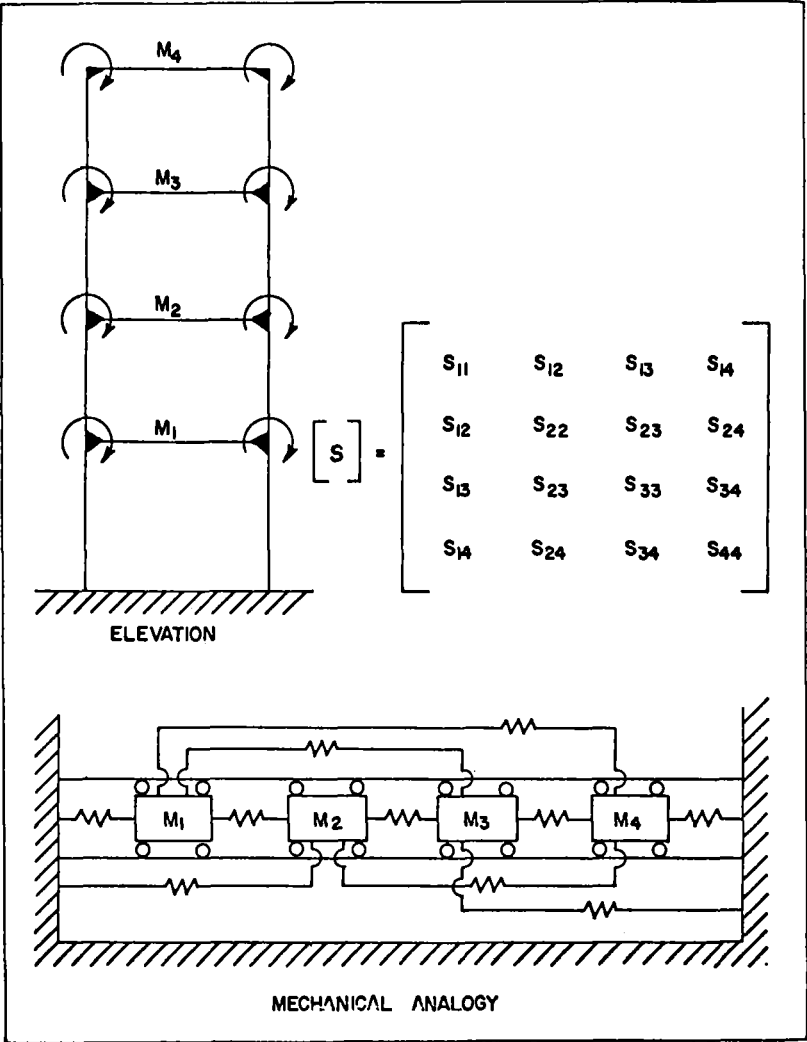 M4
M3
M2
M1
[S] =
S11 S12 S13 S14
S12 S22 S23 S24
S13 S23 S33 S34
S14 S24 S34 S44
ELEVATION
M1 M2 M3 M4
MECHANICAL ANALOGY